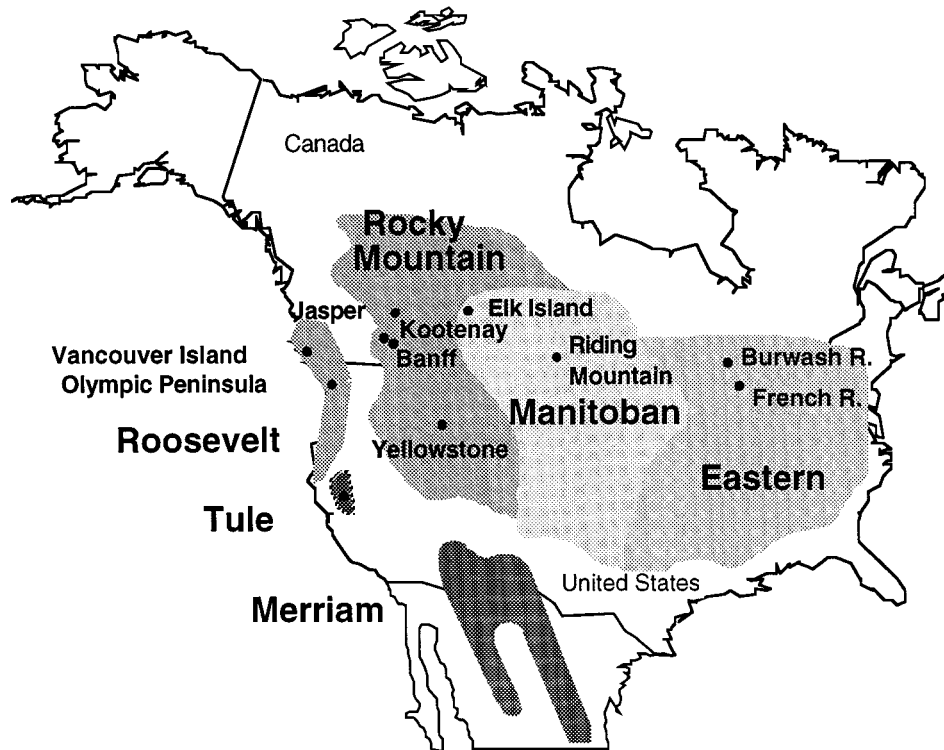 Canada
Rocky
Mountain
Jasper
Elk Island
Kootenay
Banff
Vancouver Island
Olympic Peninsula
Riding
Mountain
Burwash R.
French R.
Manitoban
Roosevelt
Yellowstone
Eastern
Tule
United States
Merriam